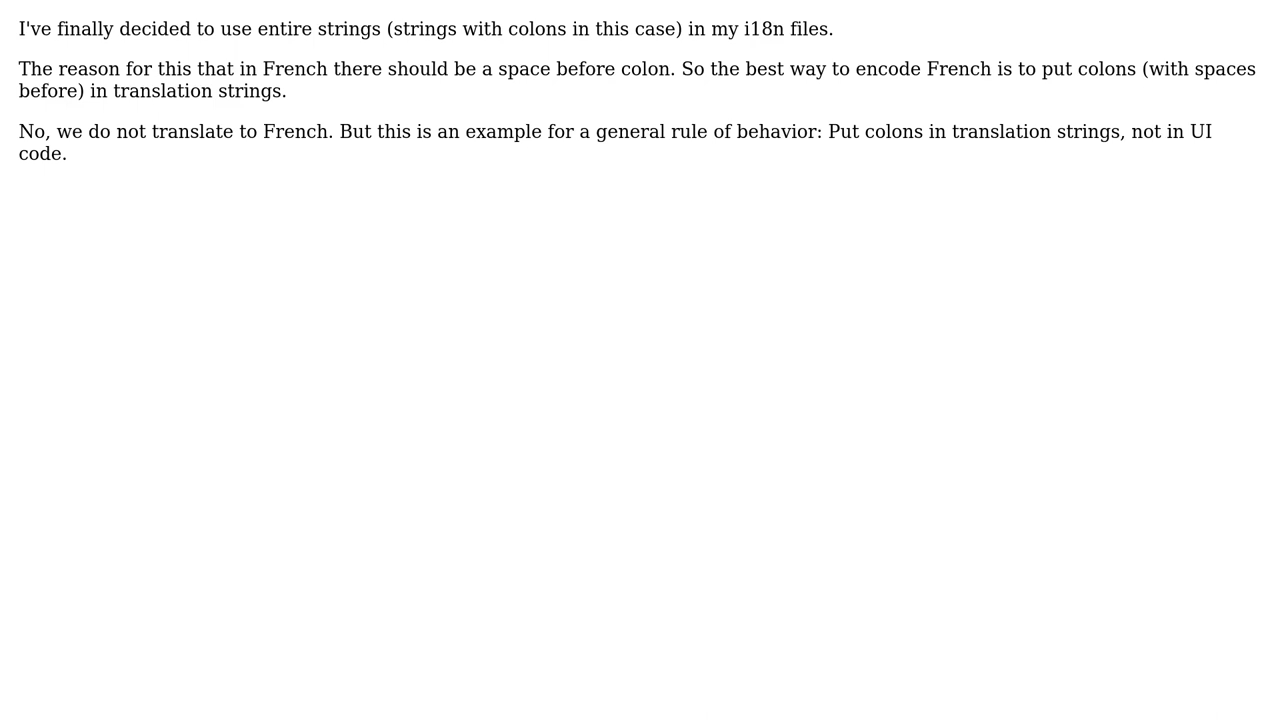 I've finally decided to use entire strings (strings with colons in this case) in my i18n files.
The reason for this that in French there should be a space before colon. So the best way to encode French is to put colons (with spaces
before) in translation strings.
No, we do not translate to French. But this is an example for a general rule of behavior: Put colons in translation strings, not in UI
code.